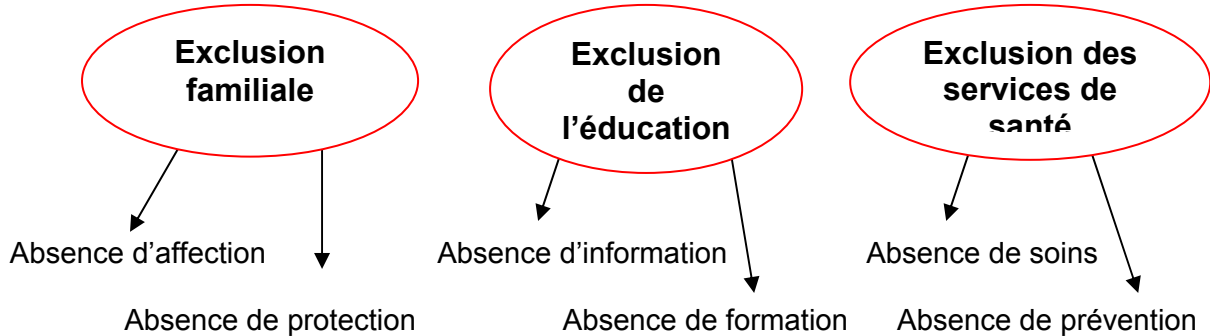 Exclusion
familiale
Exclusion
de
l’éducation
Exclusion des
services de
santé
Absence d’affection
Absence de protection
Absence d’information
Absence de formation
Absence de soins
Absence de prévention